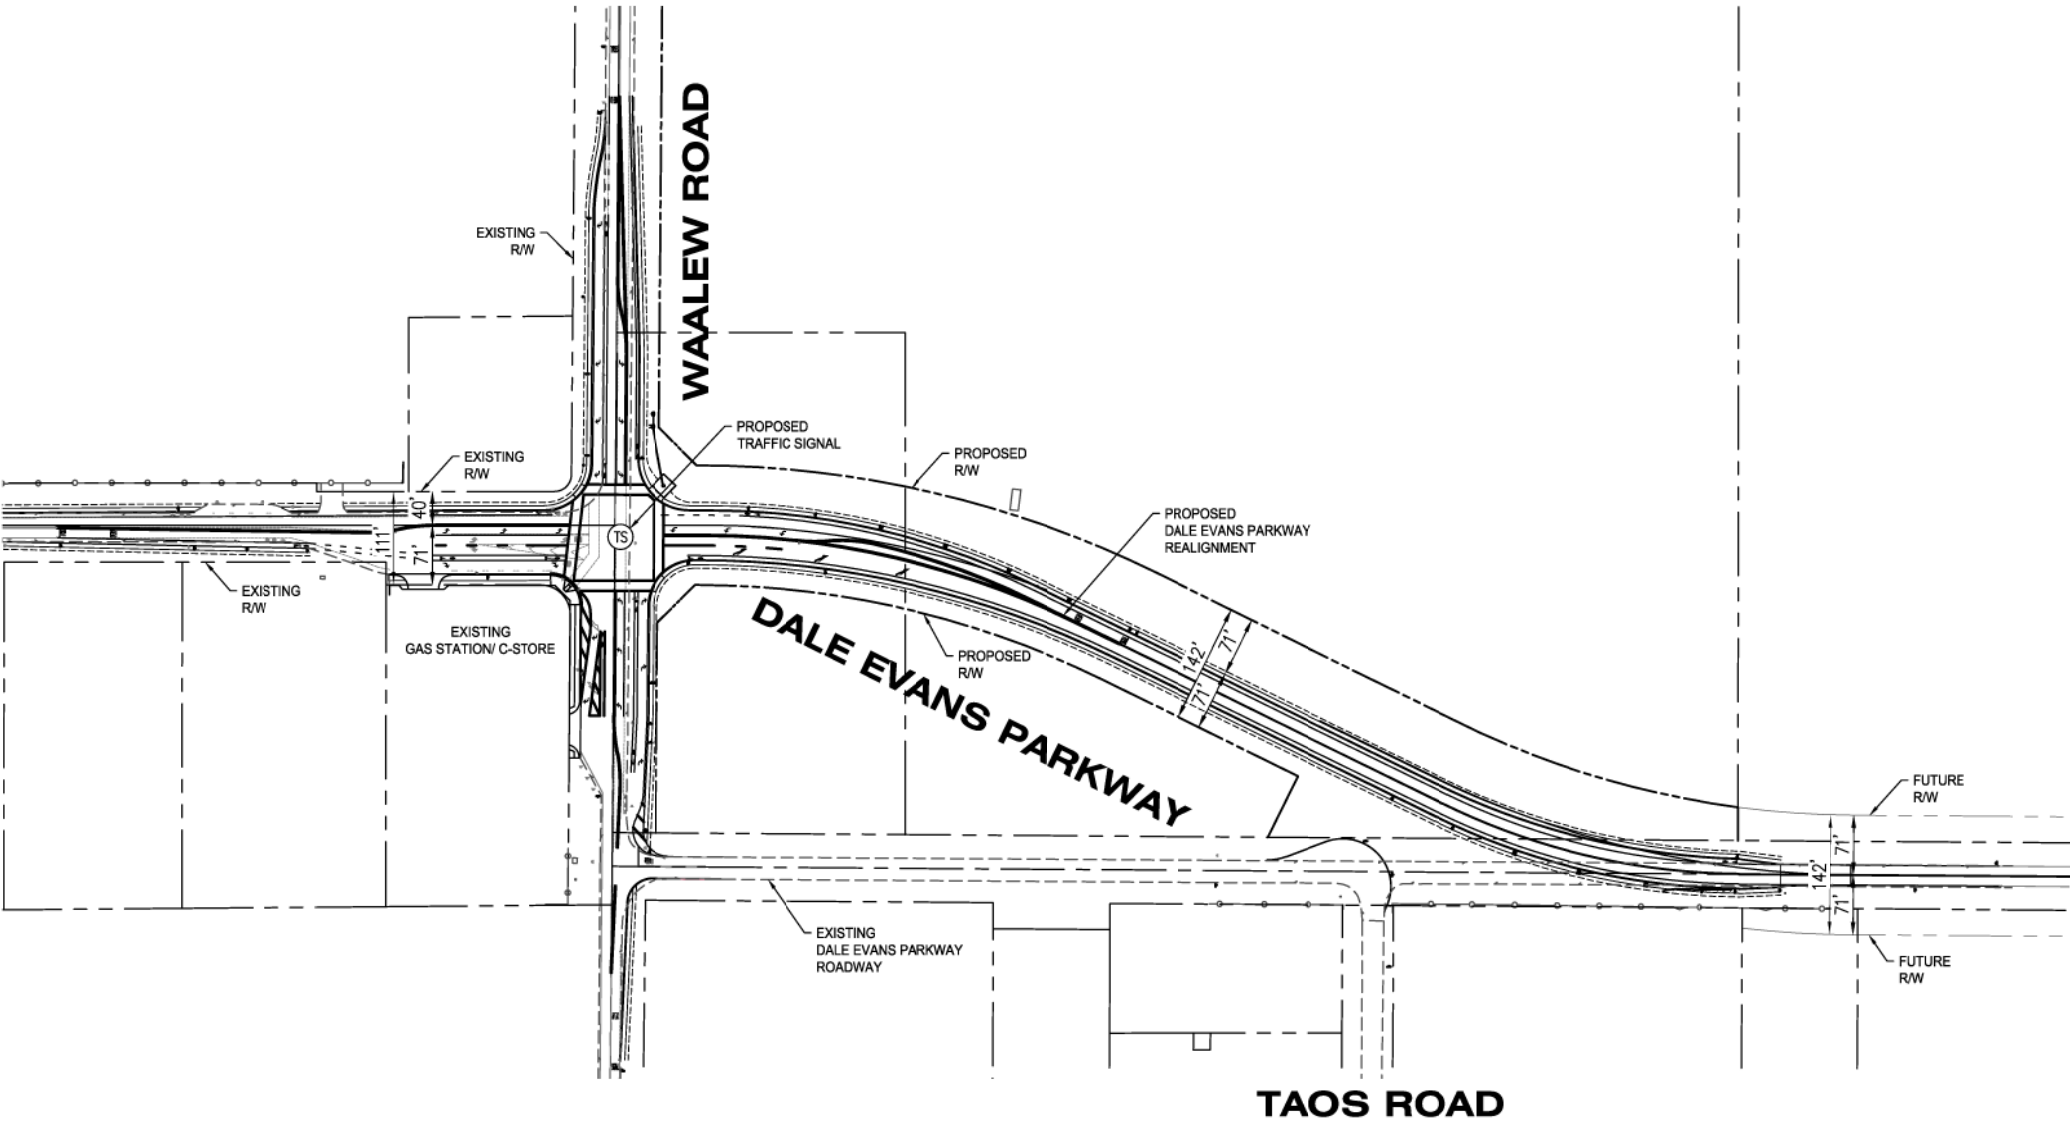 WAALEW ROAD
EXISTING
R/W
PROPOSED
TRAFFIC SIGNAL
EXISTING
R/W
PROPOSED
R/W
40'
111'
71'
TS
PROPOSED
DALE EVANS PARKWAY
REALIGNMENT
EXISTING
R/W
EXISTING
GAS STATION/ C-STORE
DALE EVANS PARKWAY
PROPOSED
R/W
142'
71'
71'
FUTURE
R/W
142'
71'
71'
EXISTING
DALE EVANS PARKWAY
ROADWAY
FUTURE
R/W
TAOS ROAD